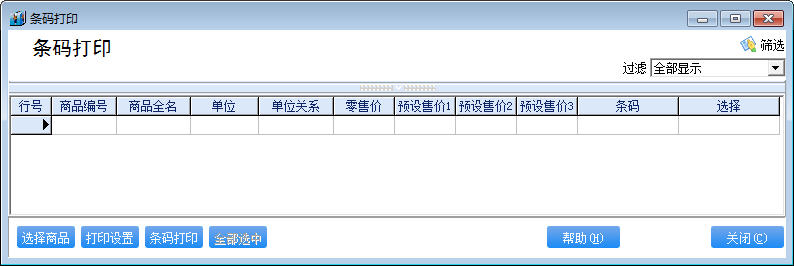 条码打印
条码打印
筛选
过滤 全部显示
行号 商品编号 商品全名 单位 单位关系 零售价 预设售价1 预设售价2 预设售价3 条码 选择
选择商品 打印设置 条码打印 全部选中 帮助(H) 关闭(C)